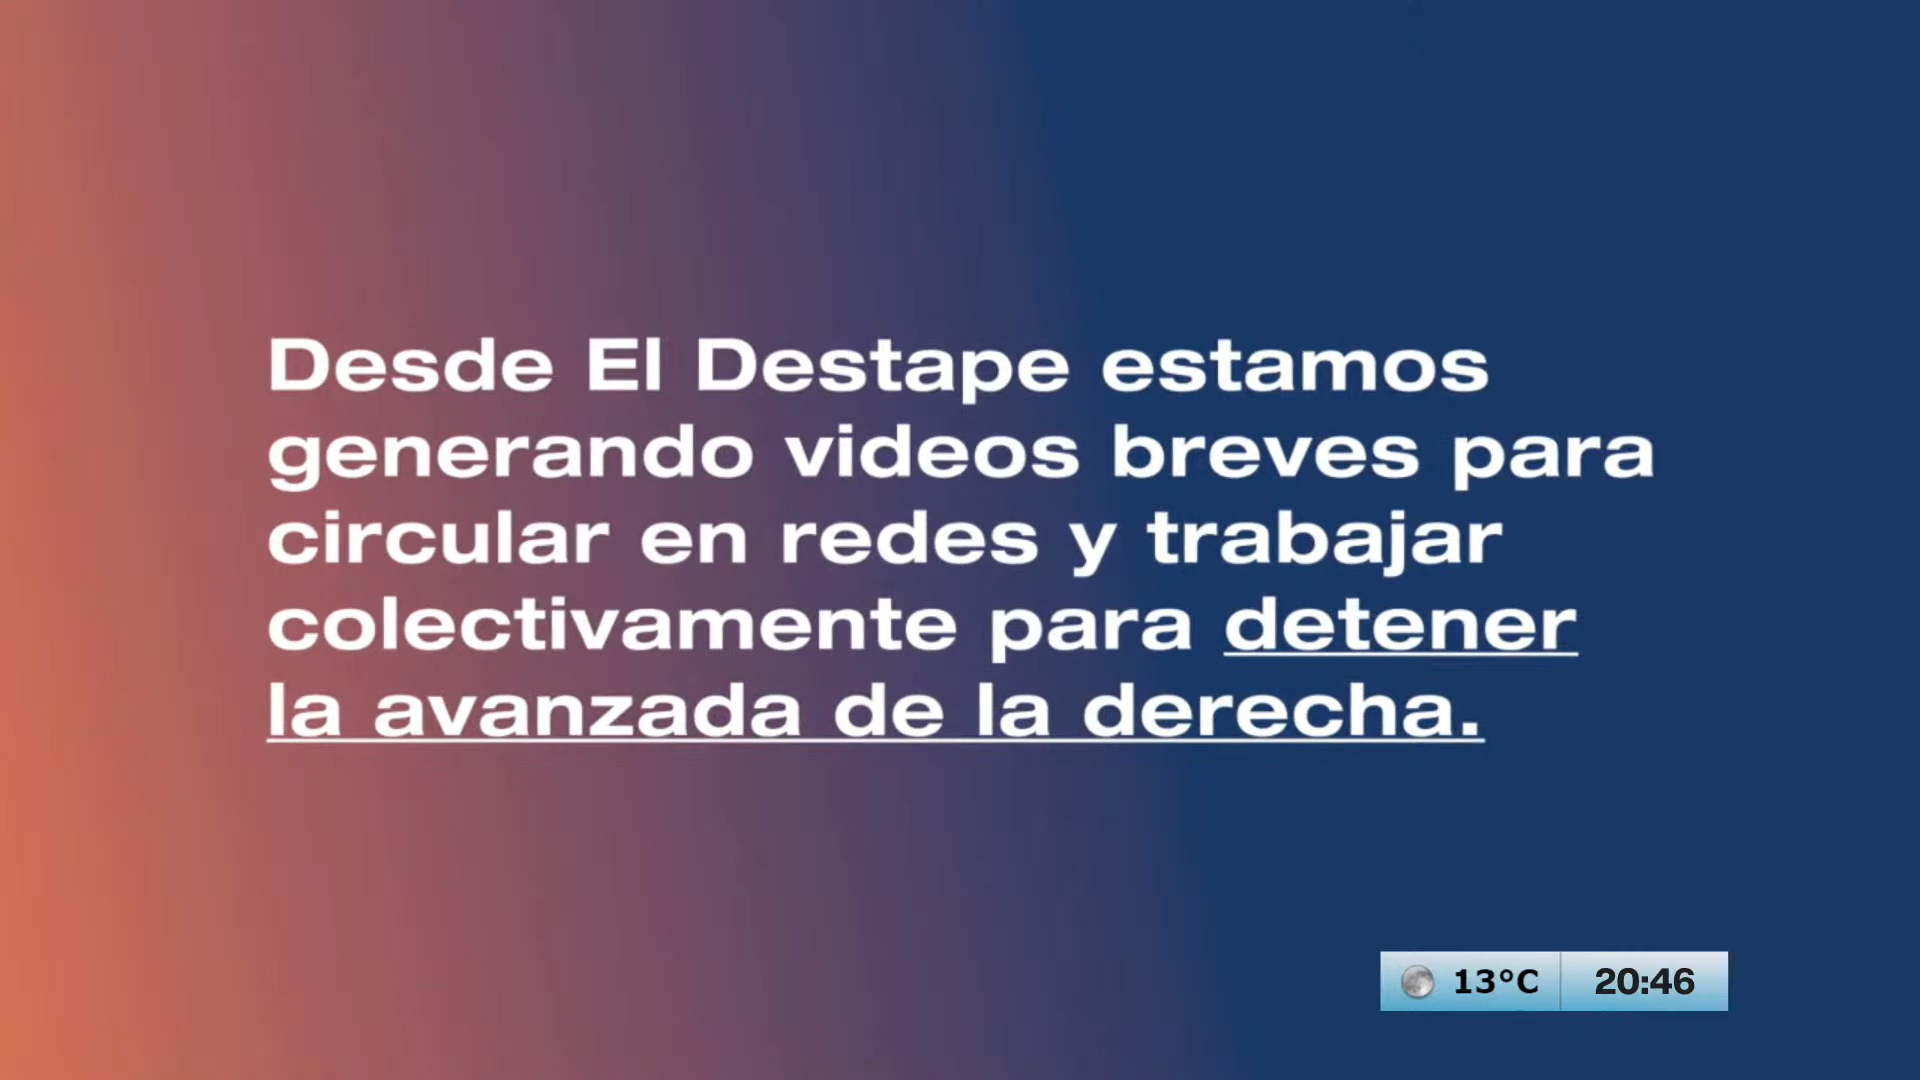 Desde El Destape estamos
generando videos breves para
circular en redes y trabajar
colectivamente para detener
la avanzada de la derecha.
13°C 20:46